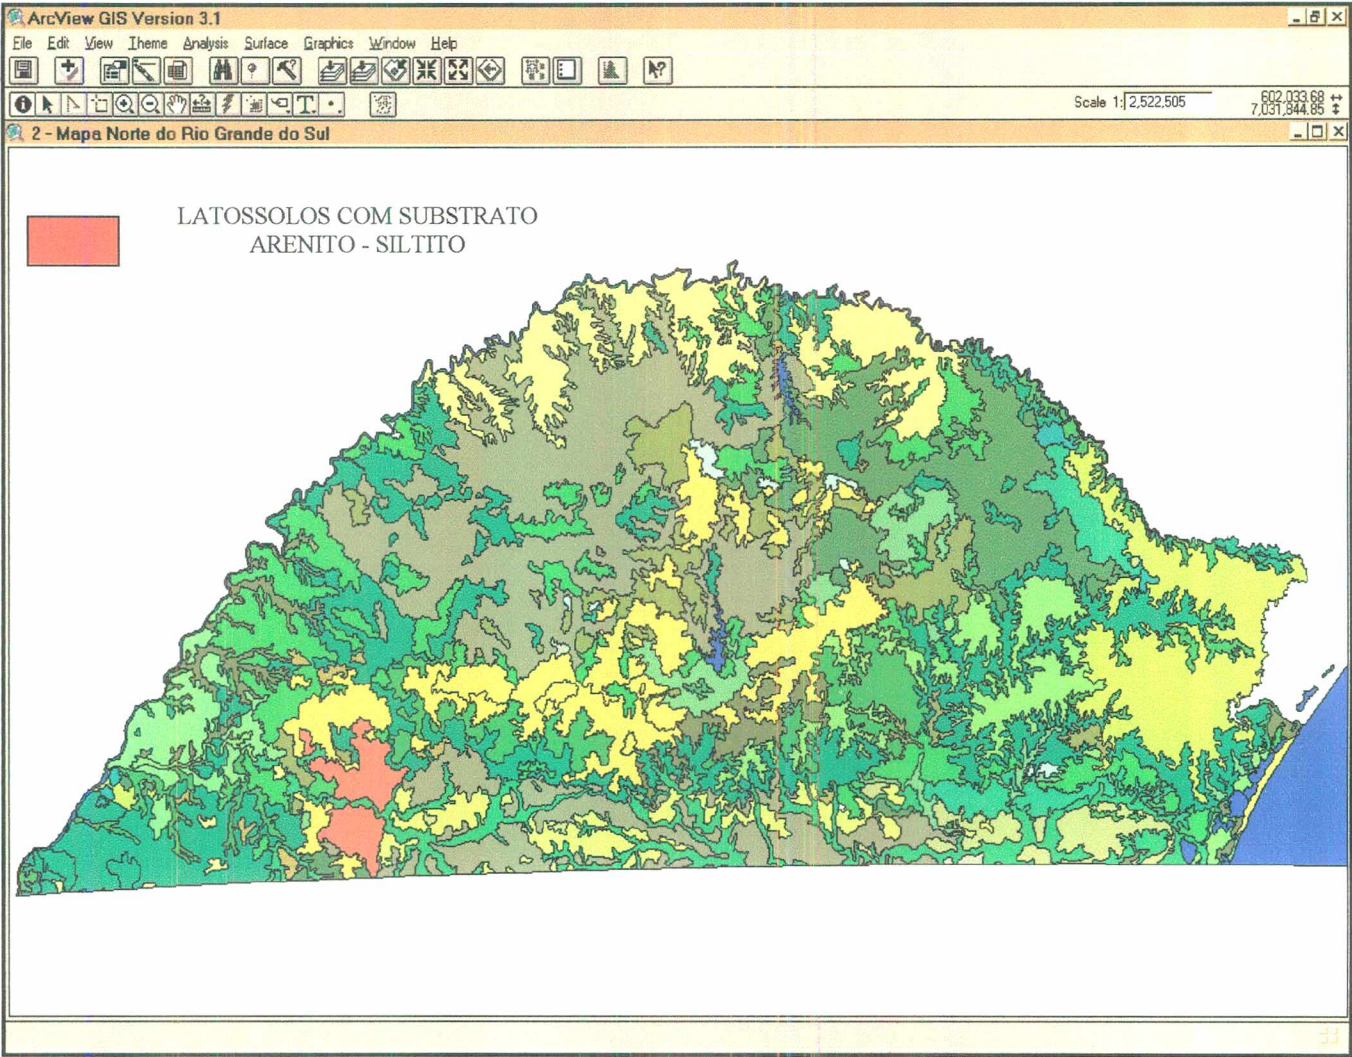 ArcView GIS Version 3.1
File Edit View Theme Analysis Surface Graphics Window Help
Scale 1: 2,522,505
602,033.68
7,031,844.85
2 - Mapa Norte do Rio Grande do Sul
LATOSSOLOS COM SUBSTRATO
ARENITO - SILTITO